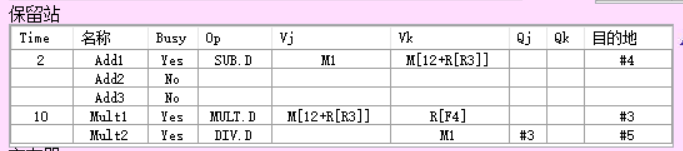 保留站
Time 名称 Busy Op Vj Vk Qj Qk 目的地
2 Add1 Yes SUB.D M1 M[12+R[R3]] #4
Add2 No
Add3 No
10 Mult1 Yes MULT.D M[12+R[R3]] R[F4] #3
Mult2 Yes DIV.D M1 #3 #5